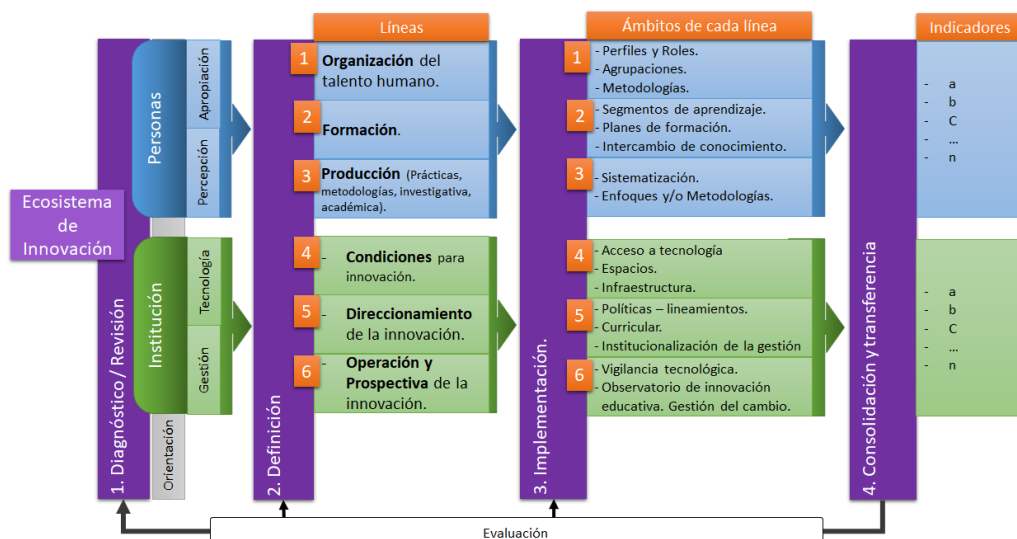 Ecosistema
de
Innovación
1. Diagnóstico / Revisión
Personas
Apropiación
Percepción
Institución
Tecnología
Gestión
Orientación
2. Definición
Líneas
1
Organización del
talento humano.
2
Formación.
3
Producción (Prácticas,
metodologías, investigativa,
académica).
4
- Condiciones para
innovación.
5
- Direccionamiento
de la innovación.
6
- Operación y
Prospectiva de la
innovación.
3. Implementación.
Ámbitos de cada línea
1
- Perfiles y Roles.
- Agrupaciones.
- Metodologías.
2
- Segmentos de aprendizaje.
- Planes de formación.
- Intercambio de conocimiento.
3
- Sistematización.
- Enfoques y/o Metodologías.
4
- Acceso a tecnología
- Espacios.
- Infraestructura.
5
- Políticas – lineamientos.
- Curricular.
- Institucionalización de la gestión
6
- Vigilancia tecnológica.
- Observatorio de innovación
educativa. Gestión del cambio.
4. Consolidación y transferencia
Indicadores
- a
- b
- C
- ...
- n
- a
- b
- C
- ...
- n
Evaluación